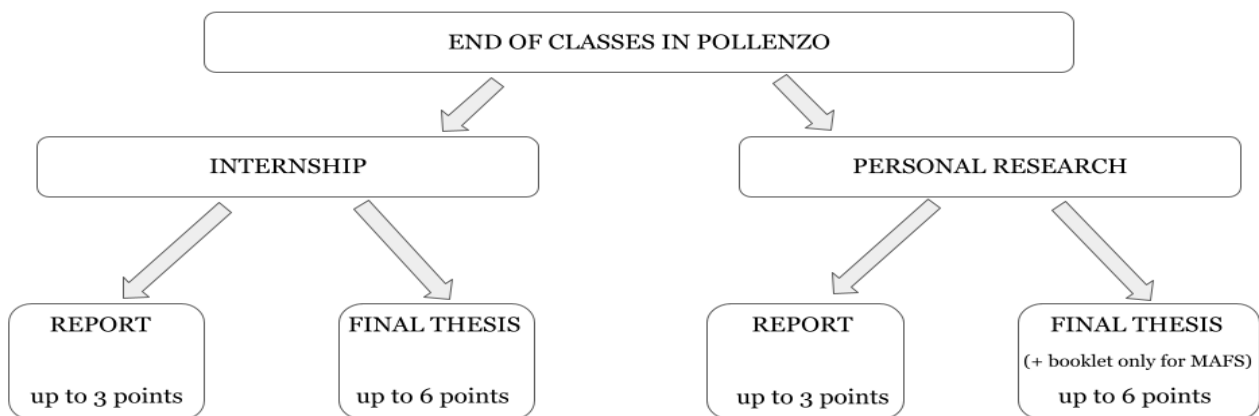 END OF CLASSES IN POLLENZO
INTERNSHIP
PERSONAL RESEARCH
REPORT
up to 3 points
FINAL THESIS
up to 6 points
REPORT
up to 3 points
FINAL THESIS
(+ booklet only for MAFS)
up to 6 points